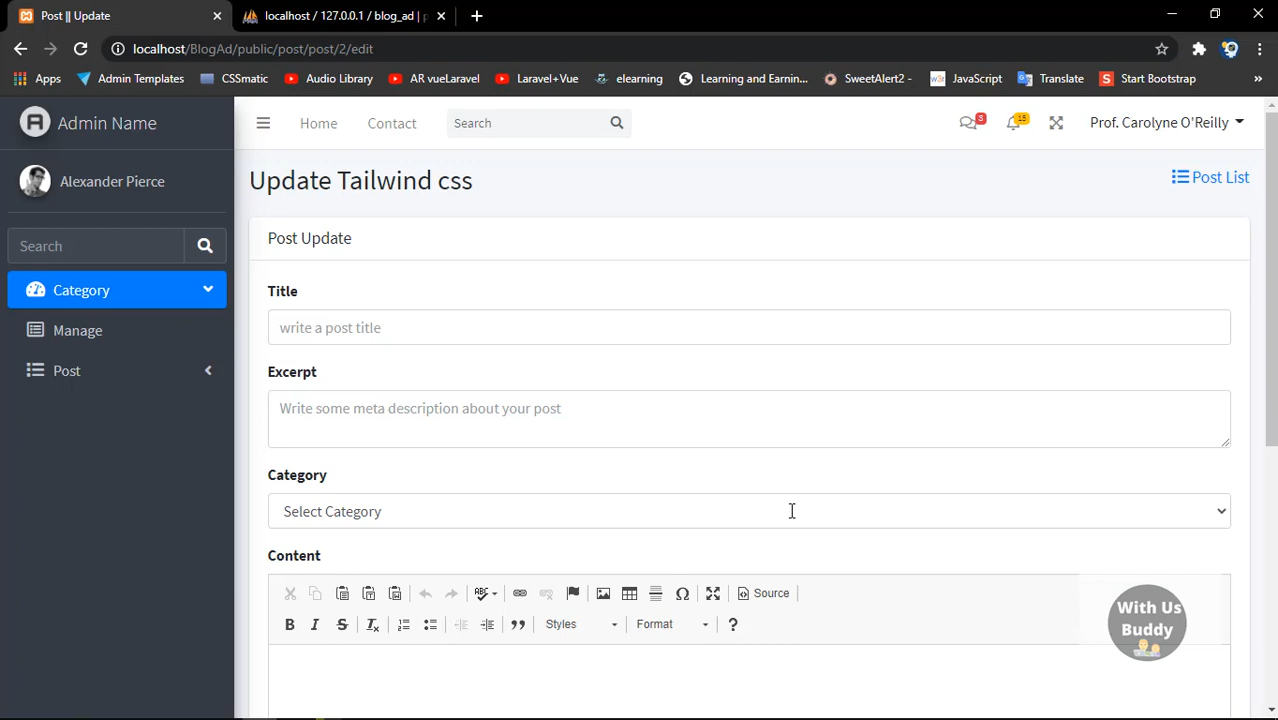 Post || Update
localhost / 127.0.0.1 / blog_ad | p
localhost/BlogAd/public/post/post/2/edit
Apps
Admin Templates
CSSmatic
Audio Library
AR vueLaravel
Laravel+Vue
elearning
Learning and Earnin...
SweetAlert2 -
JavaScript
Translate
Start Bootstrap
Admin Name
Home
Contact
Search
3
15
Prof. Carolyne O'Reilly
Alexander Pierce
Search
Category
Manage
Post
Update Tailwind css
Post List
Post Update
Title
write a post title
Excerpt
Write some meta description about your post
Category
Select Category
Content
Source
Styles
Format
With Us
Buddy